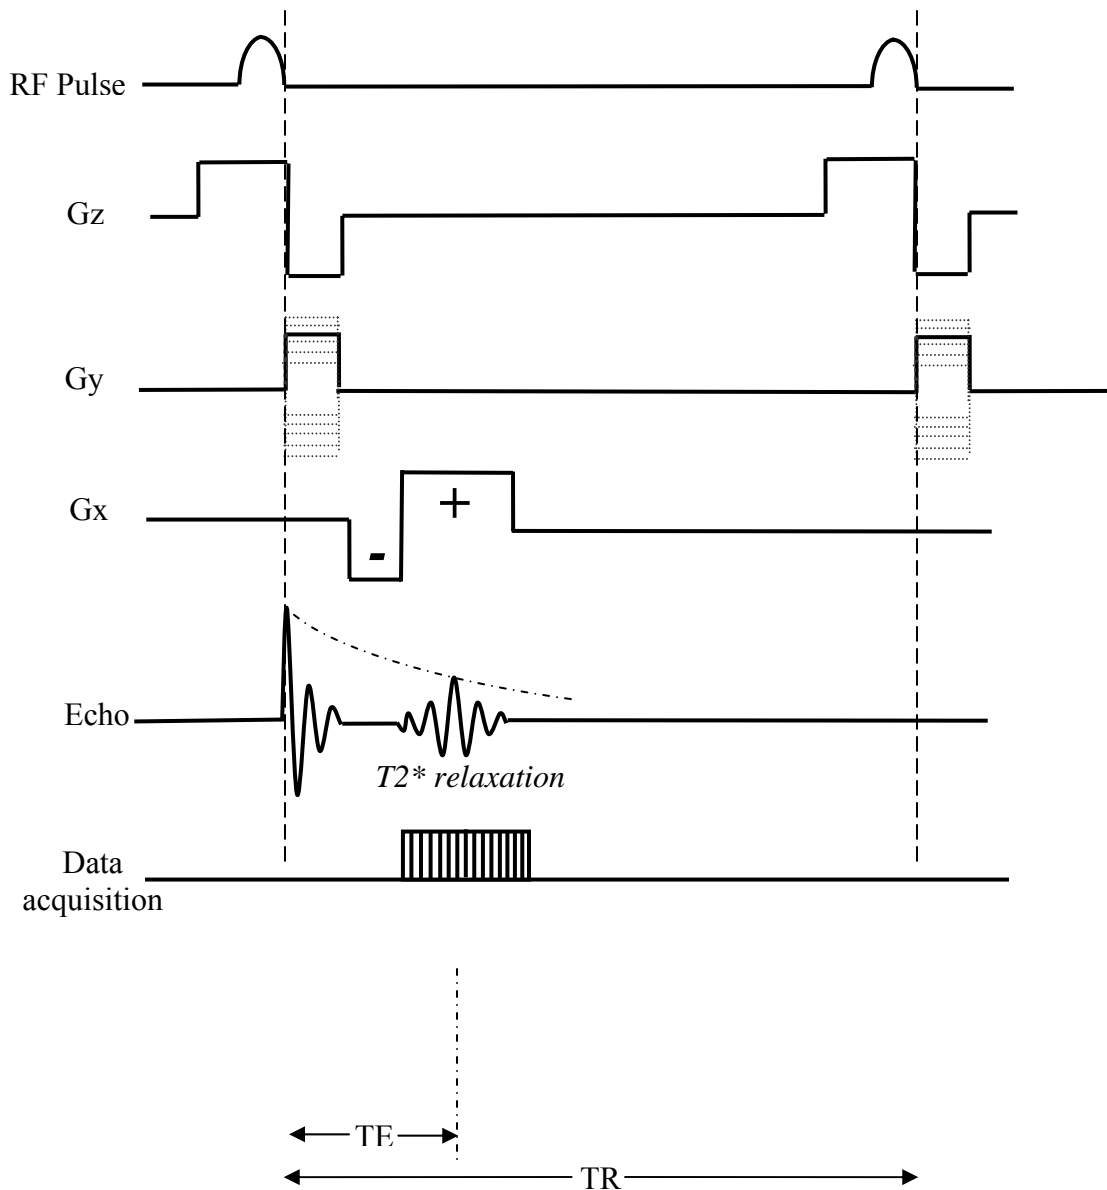 RF Pulse
Gz
Gy
Gx
+
-
Echo
T2* relaxation
Data
acquisition
TE
TR